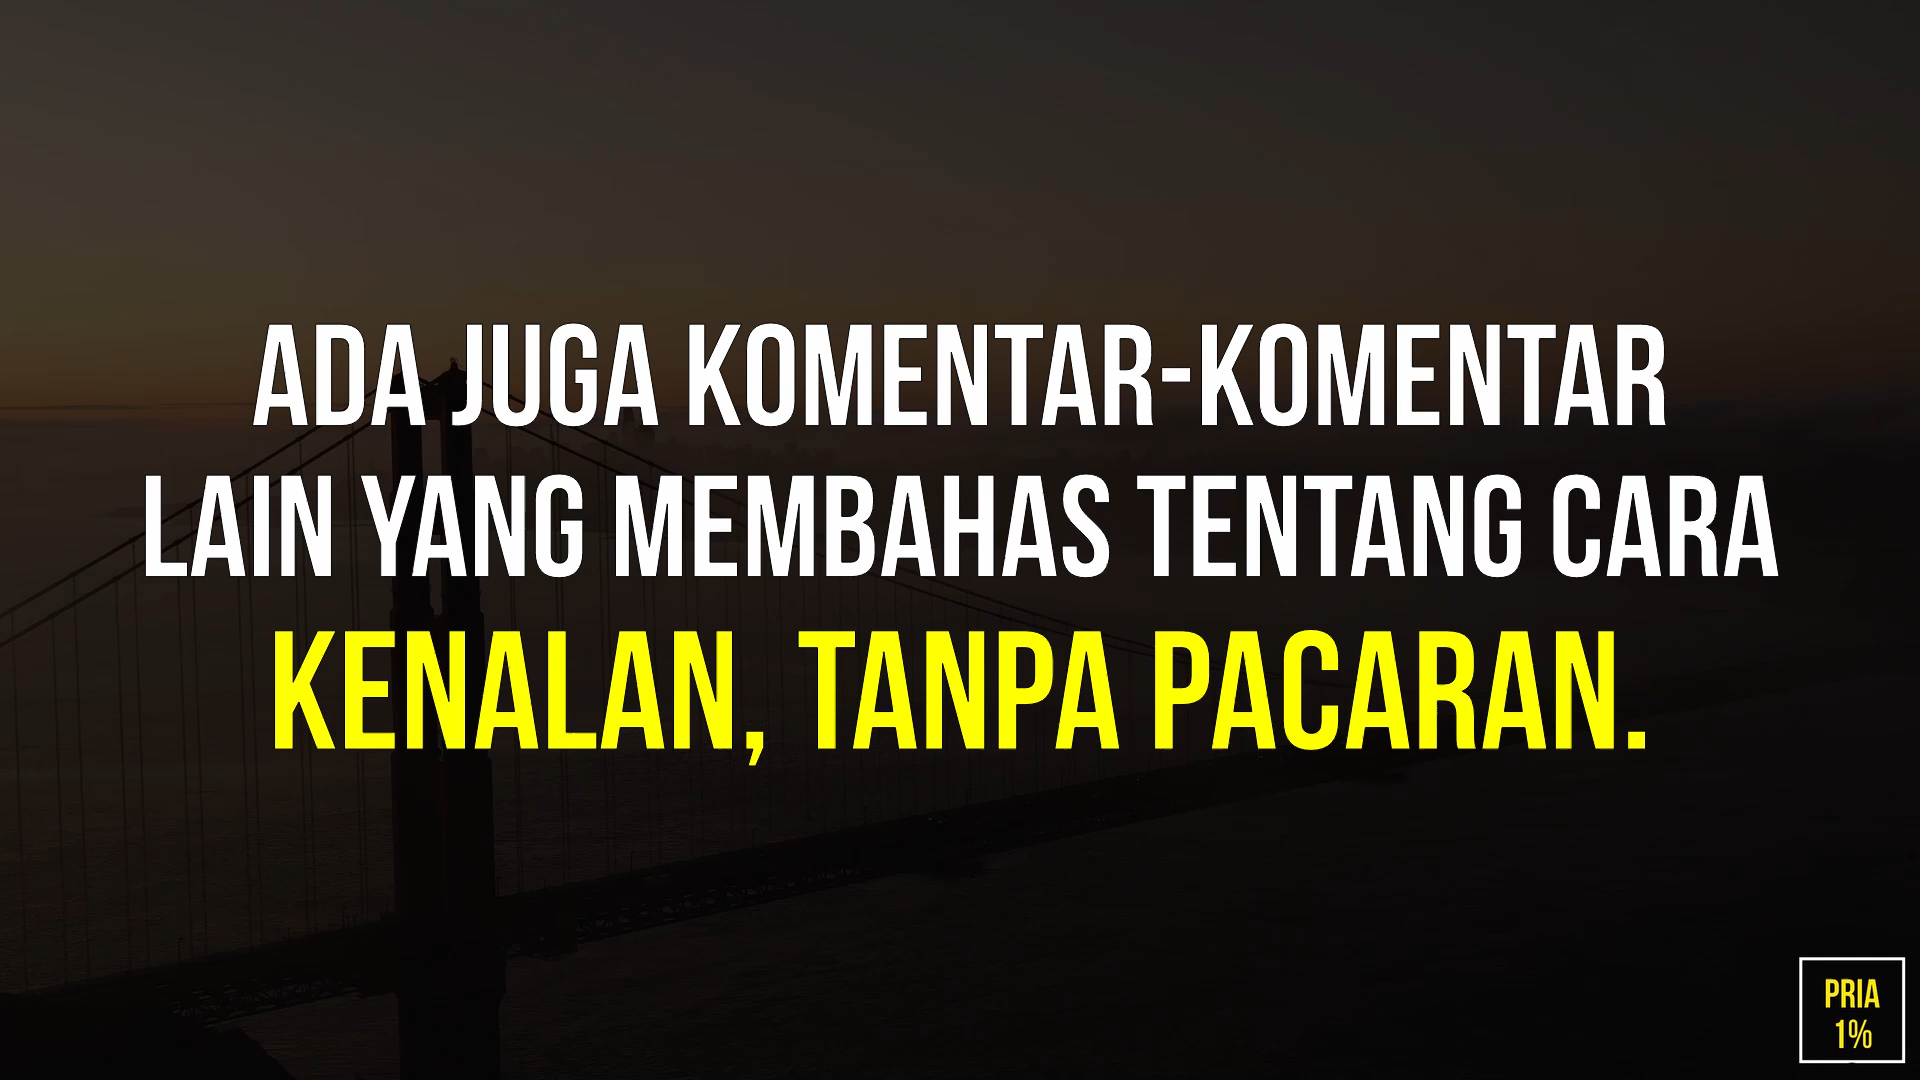 ADA JUGA KOMENTAR-KOMENTAR
LAIN YANG MEMBAHAS TENTANG CARA
KENALAN, TANPA PACARAN.
PRIA
1%